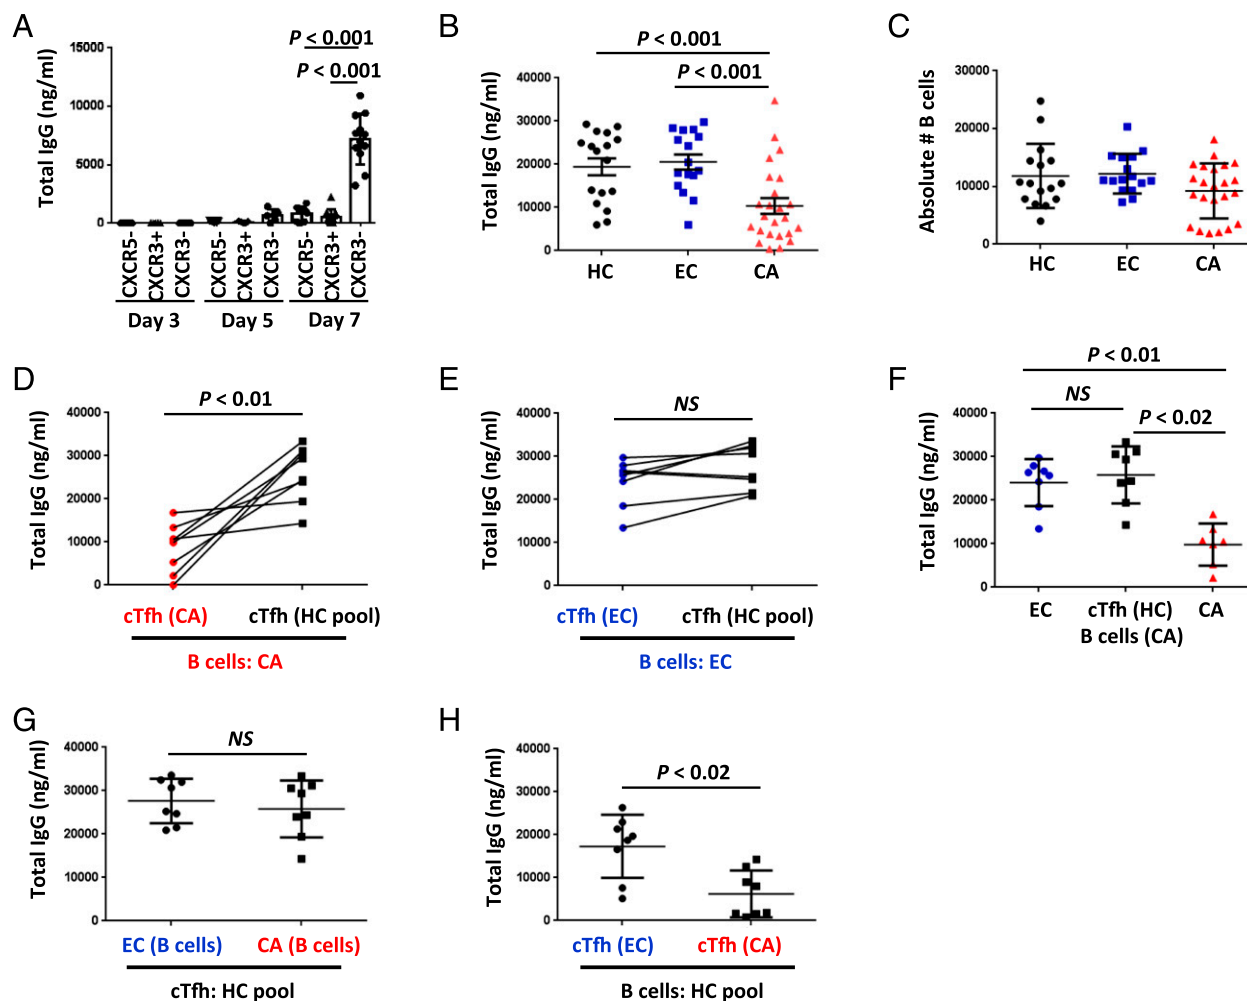 A
Total IgG (ng/ml)
15000
10000
5000
0
P < 0.001
P < 0.001
CXCR5-
CXCR3+
CXCR3-
CXCR5-
CXCR3+
CXCR3-
CXCR5-
CXCR3+
CXCR3-
Day 3
Day 5
Day 7
B
Total IgG (ng/ml)
40000
30000
20000
10000
0
P < 0.001
P < 0.001
HC
EC
CA
C
Absolute # B cells
30000
20000
10000
0
HC
EC
CA
D
Total IgG (ng/ml)
40000
30000
20000
10000
0
P < 0.01
cTfh (CA)
cTfh (HC pool)
B cells: CA
E
Total IgG (ng/ml)
40000
30000
20000
10000
0
NS
cTfh (EC)
cTfh (HC pool)
B cells: EC
F
Total IgG (ng/ml)
40000
30000
20000
10000
0
P < 0.01
NS
P < 0.02
EC
cTfh (HC)
B cells (CA)
CA
G
Total IgG (ng/ml)
40000
30000
20000
10000
0
NS
EC (B cells)
CA (B cells)
cTfh: HC pool
H
Total IgG (ng/ml)
40000
30000
20000
10000
0
P < 0.02
cTfh (EC)
cTfh (CA)
B cells: HC pool